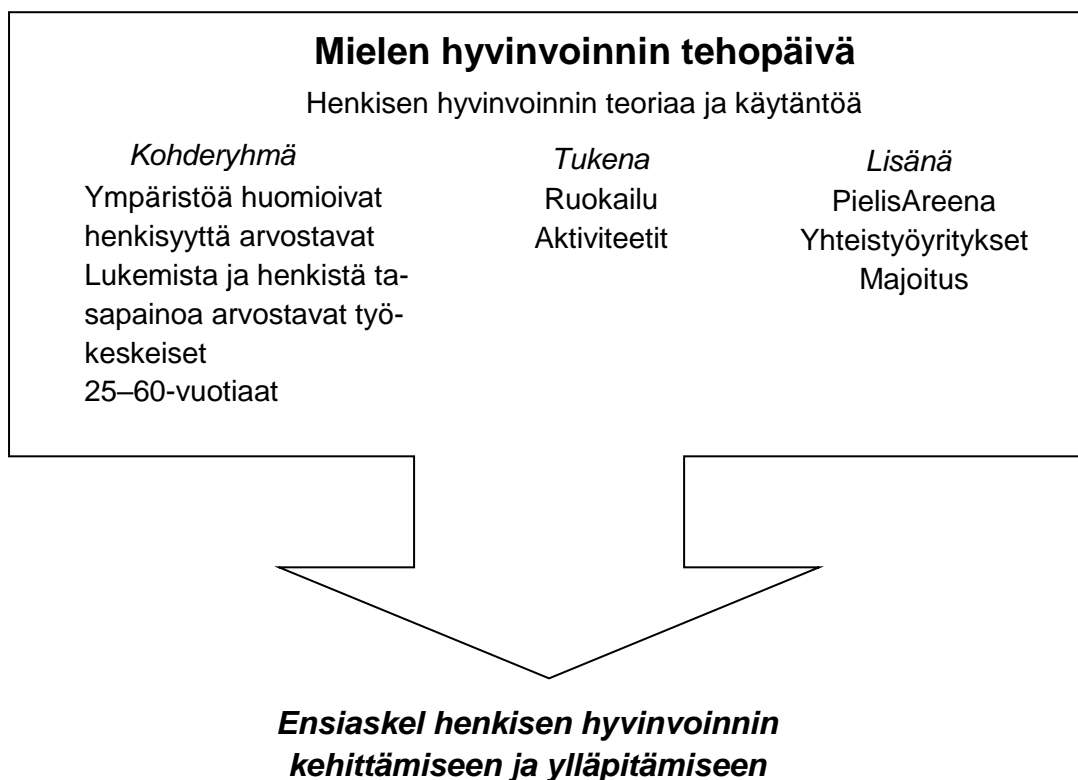 Mielen hyvinvoinnin tehopäivä
Henkisen hyvinvoinnin teoriaa ja käytäntöä
Kohderyhmä
Ympäristöä huomioivat
henkisyyttä arvostavat
Lukemista ja henkistä ta-
sapainoa arvostavat työ-
keskeiset
25–60-vuotiaat
Tukena
Ruokailu
Aktiviteetit
Lisänä
PielisAreena
Yhteistyöyritykset
Majoitus
Ensiaskel henkisen hyvinvoinnin
kehittämiseen ja ylläpitämiseen